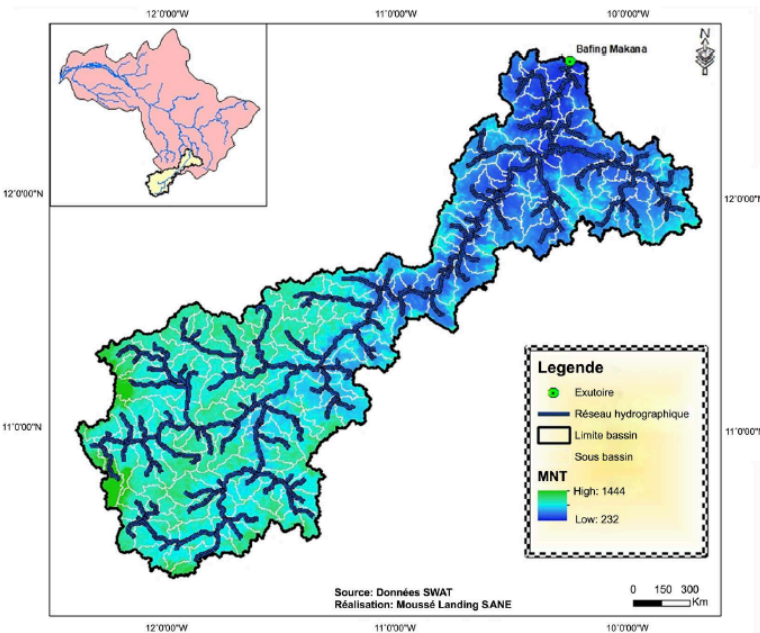 12°0'0"W 11°0'0"W 10°0'0"W
Bafing Makana
N
12°0'0"N 12°0'0"N
Legende
Exutoire
Réseau hydrographique
Limite bassin
Sous bassin
MNT
High: 1444
Low: 232
11°0'0"N 11°0'0"N
Source: Données SWAT
Réalisation: Moussé Landing SANE
0 150 300
Km
12°0'0"W 11°0'0"W 10°0'0"W